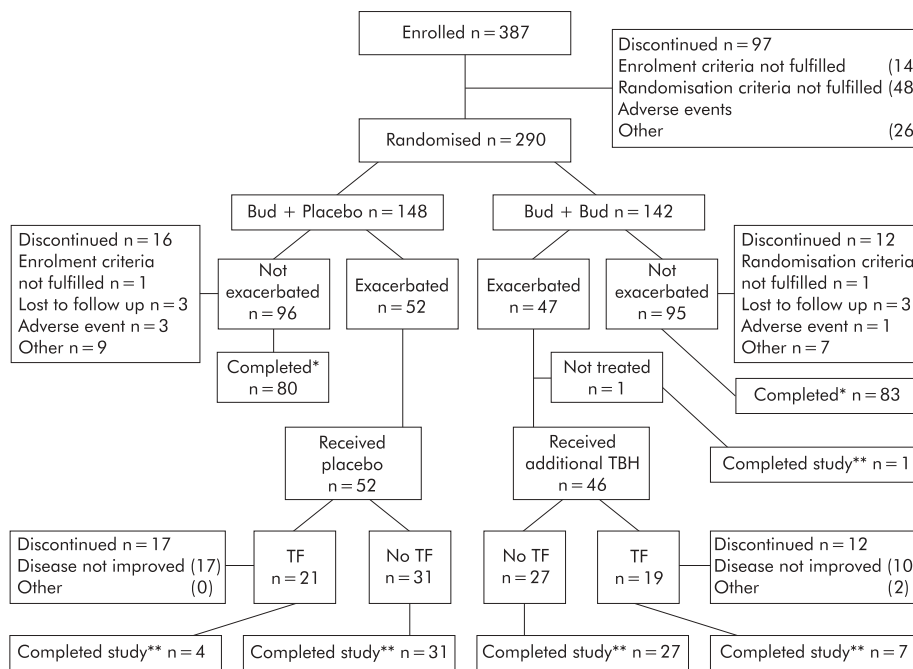 Enrolled n = 387
Discontinued n = 97
Enrolment criteria not fulfilled (14
Randomisation criteria not fulfilled (48
Adverse events
Other (26
Randomised n = 290
Bud + Placebo n = 148
Bud + Bud n = 142
Discontinued n = 16
Enrolment criteria
not fulfilled n = 1
Lost to follow up n = 3
Adverse event n = 3
Other n = 9
Not
exacerbated
n = 96
Exacerbated
n = 52
Exacerbated
n = 47
Not
exacerbated
n = 95
Discontinued n = 12
Randomisation criteria
not fulfilled n = 1
Lost to follow up n = 3
Adverse event n = 1
Other n = 7
Completed*
n = 80
Not treated
n = 1
Completed* n = 83
Received
placebo
n = 52
Received
additional TBH
n = 46
Completed study** n = 1
Discontinued n = 17
Disease not improved (17)
Other (0)
TF
n = 21
No TF
n = 31
No TF
n = 27
TF
n = 19
Discontinued n = 12
Disease not improved (10
Other (2)
Completed study** n = 4
Completed study** n = 31
Completed study** n = 27
Completed study** n = 7